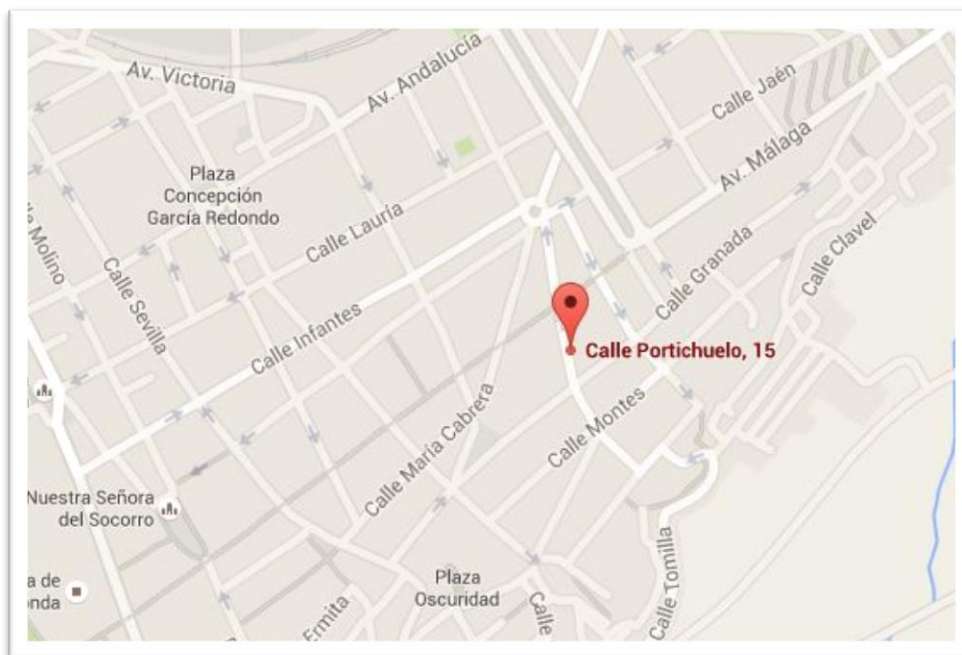 Av. Victoria
Av. Andalucía
Calle Jaén
Av. Málaga
Plaza
Concepción
García Redondo
Calle Lauría
Molino
Calle Sevilla
Calle Infantes
Calle Granada
Calle Clavel
Calle Portichuelo, 15
Calle María Cabrera
Calle Montes
Nuestra Señora
del Socorro
Plaza
Oscuridad
Calle Tomilla
Ermita
Calle
a de
nda